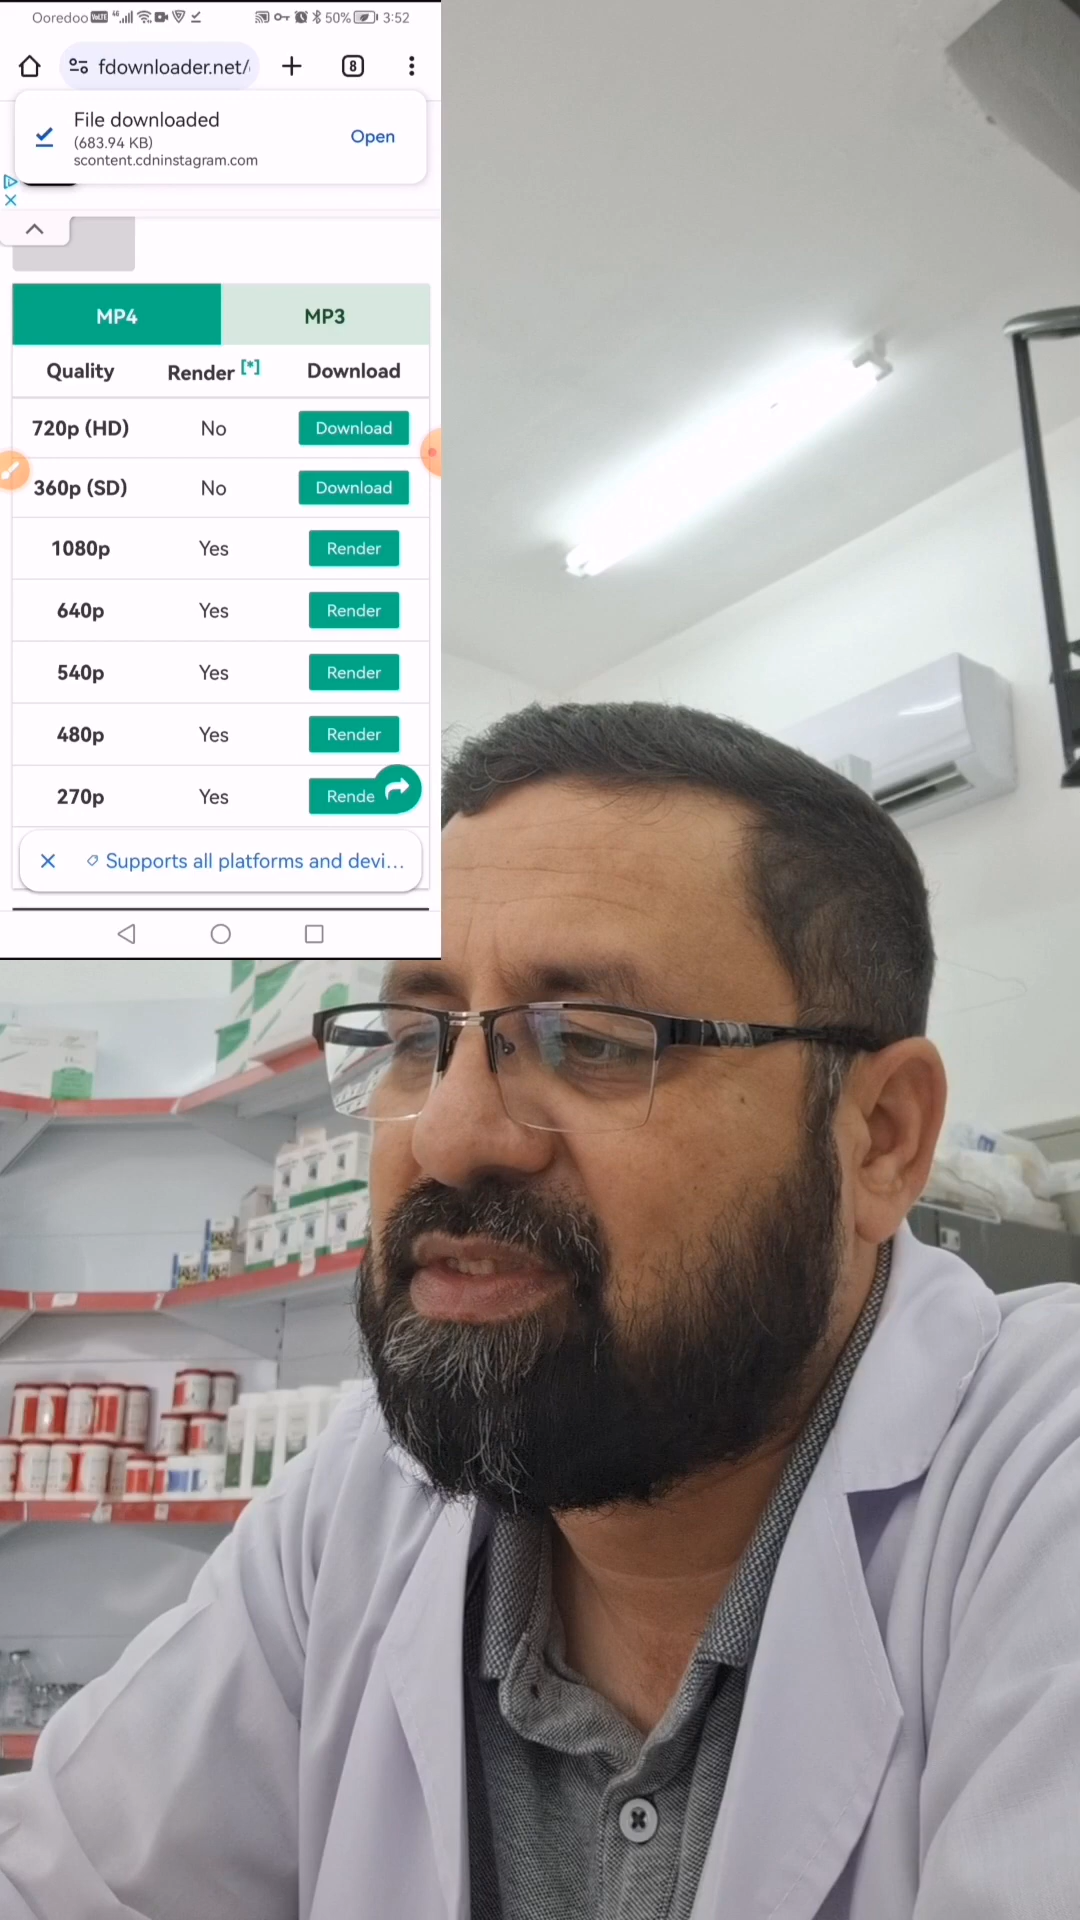 Ooredoo VoLTE 50% 3:52
fdownloader.net/
8
File downloaded
(683.94 KB)
scontent.cdninstagram.com
Open
MP4 MP3
Quality Render [*] Download
720p (HD) No Download
360p (SD) No Download
1080p Yes Render
640p Yes Render
540p Yes Render
480p Yes Render
270p Yes Rende
Supports all platforms and devi...